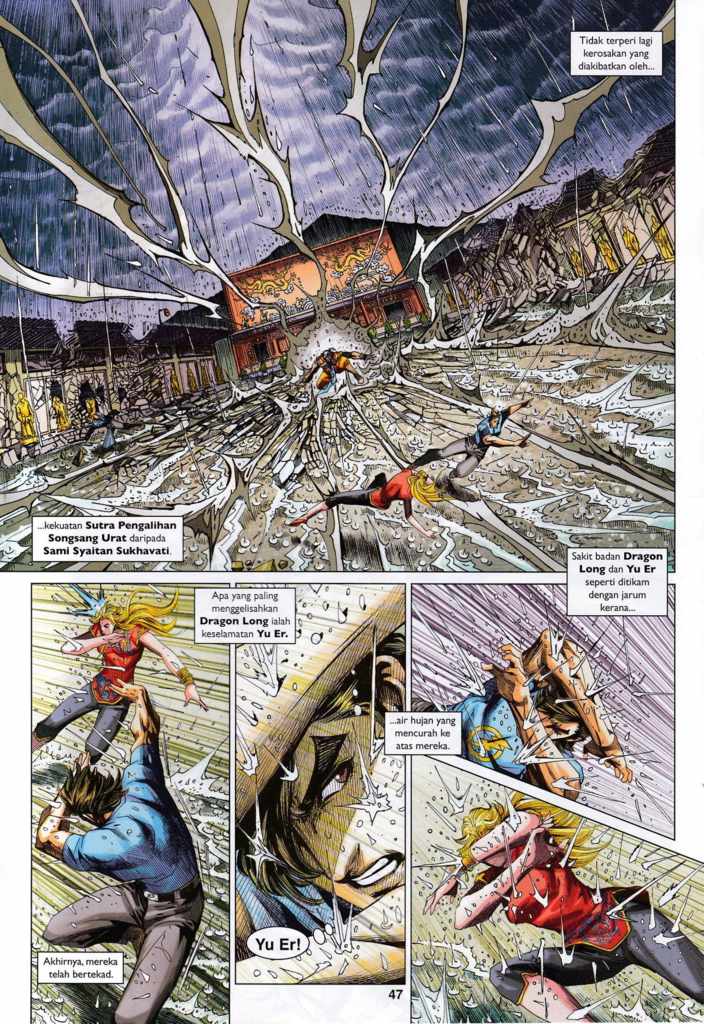 Tidak terperi lagi
kerosakan yang
diakibatkan oleh...
...kekuatan Sutra Pengalihan
Songsang Urat daripada
Sami Syaitan Sukhavati.
Sakit badan Dragon
Long dan Yu Er
seperti ditikam
dengan jarum
kerana...
...air hujan yang
mencurah ke
atas mereka.
Apa yang paling
menggelisahkan
Dragon Long ialah
keselamatan Yu Er.
Yu Er!
Akhirnya, mereka
telah bertekad.
47